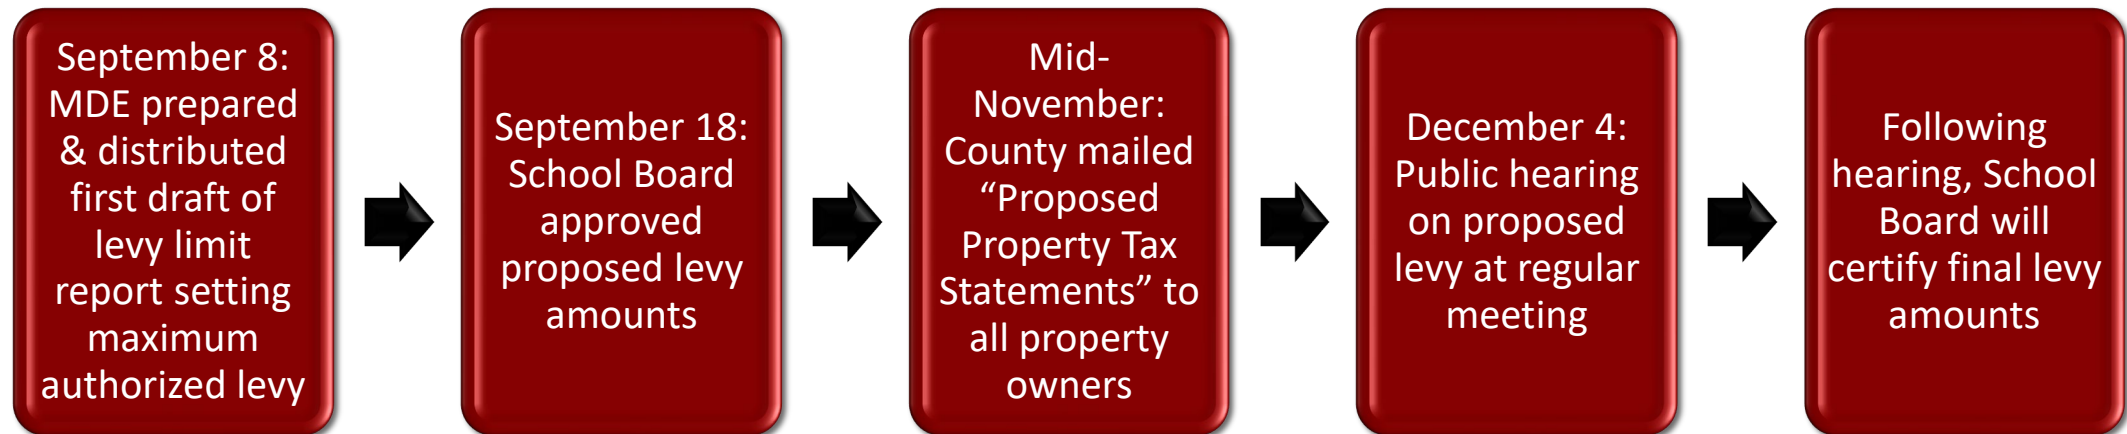 September 8:
MDE prepared
& distributed
first draft of
levy limit
report setting
maximum
authorized levy
September 18:
School Board
approved
proposed levy
amounts
Mid-
November:
County mailed
“Proposed
Property Tax
Statements” to
all property
owners
December 4:
Public hearing
on proposed
levy at regular
meeting
Following
hearing, School
Board will
certify final levy
amounts